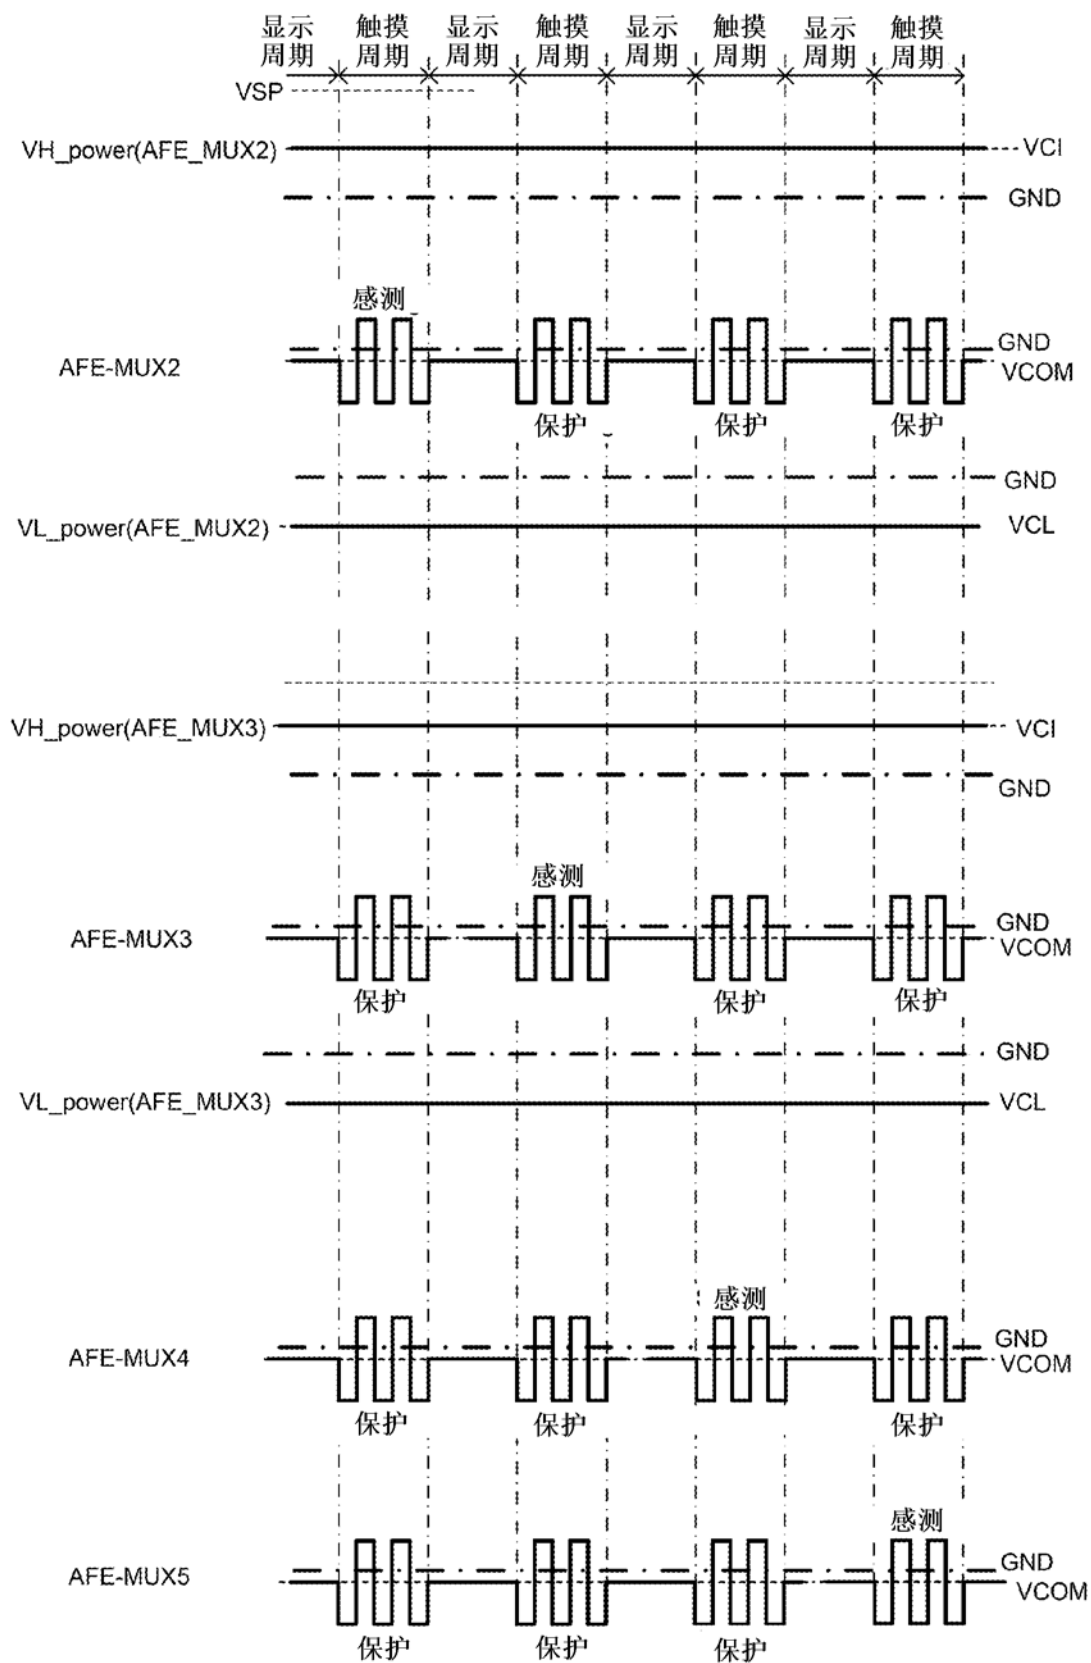 显示 触摸 显示 触摸 显示 触摸 显示 触摸
周期 周期 周期 周期 周期 周期 周期 周期
VSP
VH_power(AFE_MUX2) VCI
GND
感测
GND
AFE-MUX2 VCOM
保护 保护 保护
GND
VL_power(AFE_MUX2) VCL
VH_power(AFE_MUX3) VCI
GND
感测
GND
AFE-MUX3 VCOM
保护 保护 保护
GND
VL_power(AFE_MUX3) VCL
感测
GND
AFE-MUX4 VCOM
保护 保护 保护
感测
GND
AFE-MUX5 VCOM
保护 保护 保护